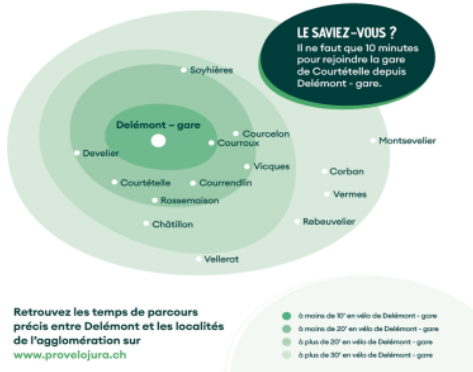 LE SAVIEZ-VOUS ?
Il ne faut que 10 minutes
pour rejoindre la gare
de Courtételle depuis
Delémont - gare.
Soyhières
Delémont – gare
Courcelon
Courroux
Montsevelier
Develier
Vicques
Corban
Courtételle
Courrendlin
Vermes
Rossemaison
Châtillon
Rebeuvelier
Vellerat
Retrouvez les temps de parcours
précis entre Delémont et les localités
de l'agglomération sur
www.provelojura.ch
à moins de 10' en vélo de Delémont - gare
à moins de 20' en vélo de Delémont - gare
à plus de 20' en vélo de Delémont - gare
à plus de 30' en vélo de Delémont - gare